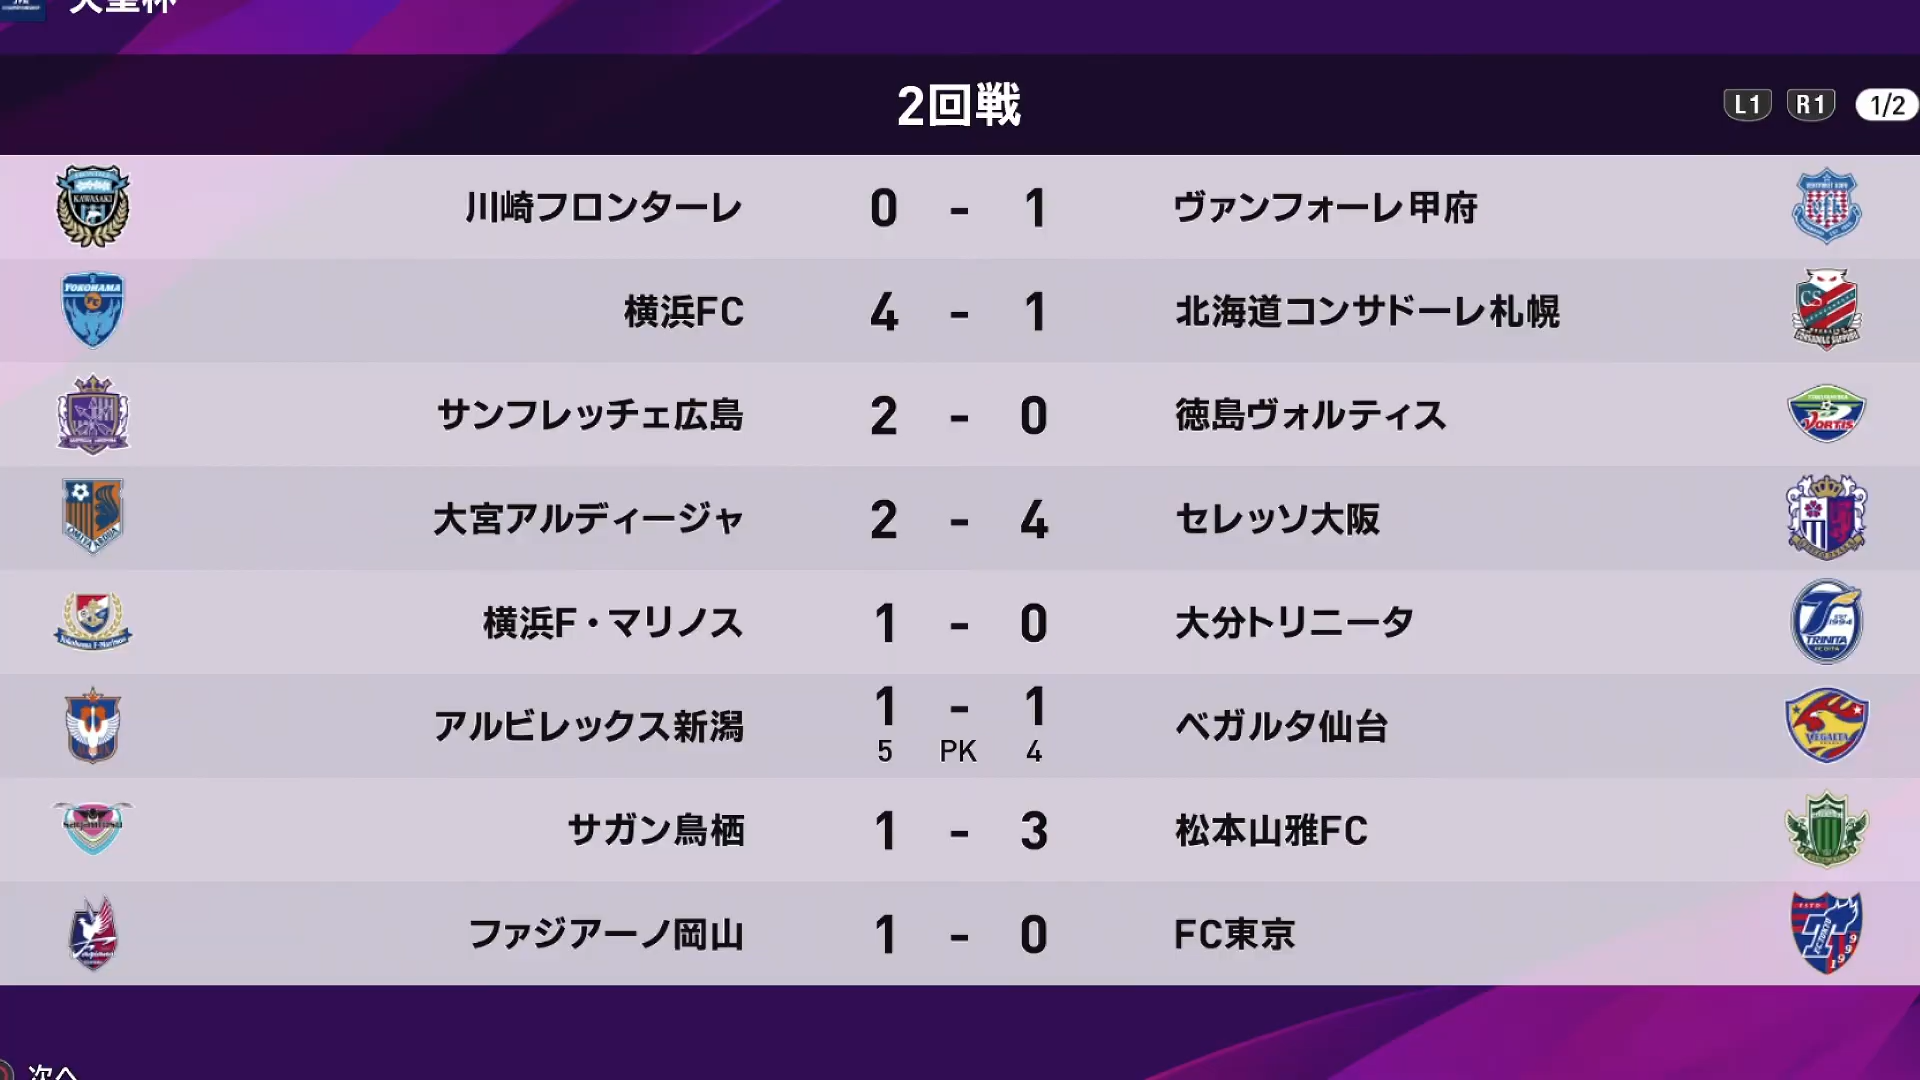 天皇杯
2回戦
L1 R1 1/2
川崎フロンターレ 0 - 1 ヴァンフォーレ甲府
横浜FC 4 - 1 北海道コンサドーレ札幌
サンフレッチェ広島 2 - 0 徳島ヴォルティス
大宮アルディージャ 2 - 4 セレッソ大阪
横浜F・マリノス 1 - 0 大分トリニータ
アルビレックス新潟 1 - 1 ベガルタ仙台
5 PK 4
サガン鳥栖 1 - 3 松本山雅FC
ファジアーノ岡山 1 - 0 FC東京
次へ